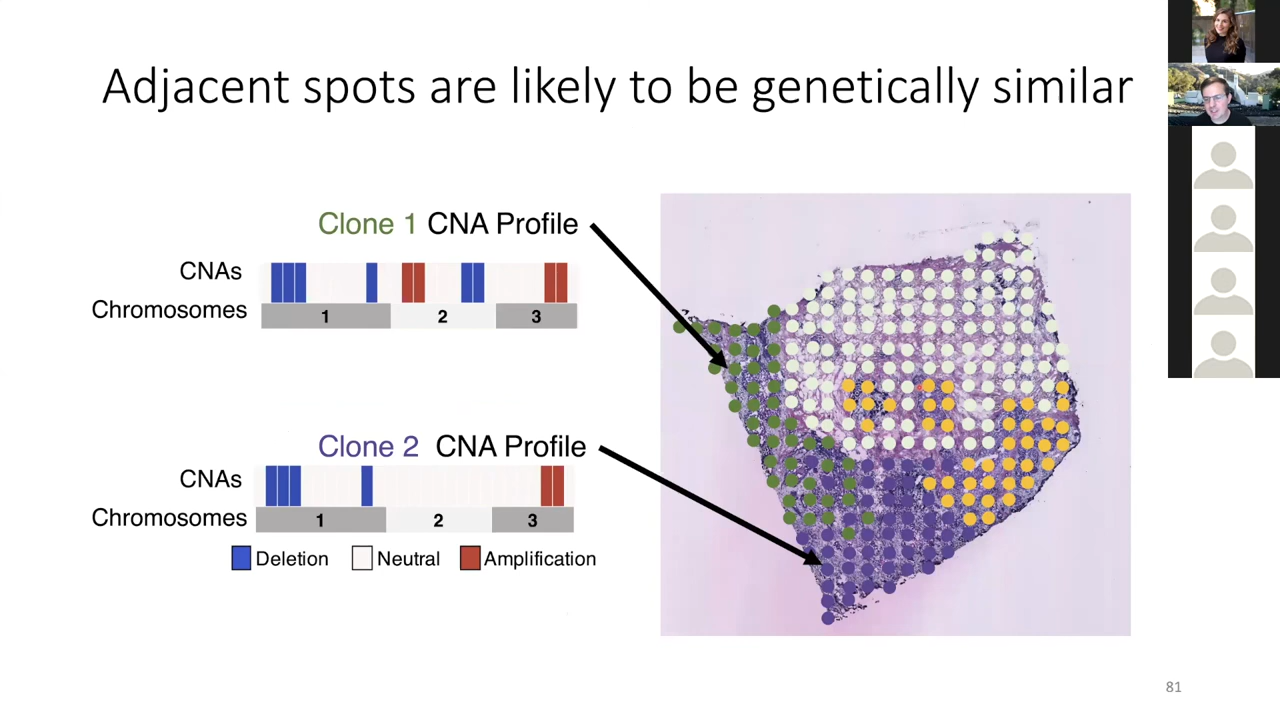 Adjacent spots are likely to be genetically similar
Clone 1 CNA Profile
CNAs
Chromosomes
1 2 3
Clone 2 CNA Profile
CNAs
Chromosomes
1 2 3
Deletion Neutral Amplification
81